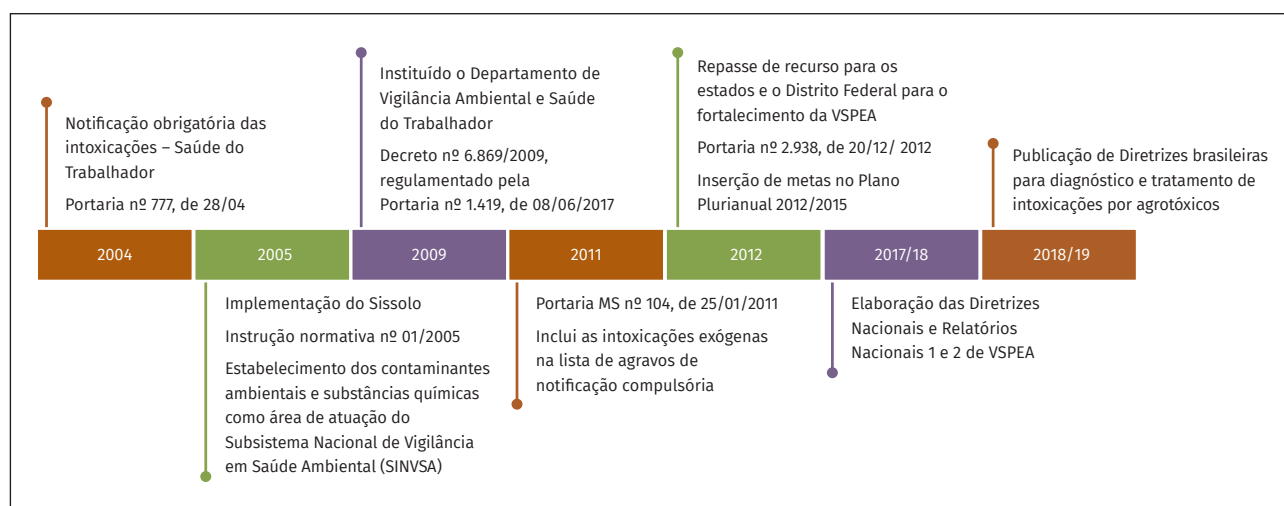 Notificação obrigatória das
intoxicações – Saúde do
Trabalhador
Portaria nº 777, de 28/04
Instituído o Departamento de
Vigilância Ambiental e Saúde
do Trabalhador
Decreto nº 6.869/2009,
regulamentado pela
Portaria nº 1.419, de 08/06/2017
Repasse de recurso para os
estados e o Distrito Federal para o
fortalecimento da VSPEA
Portaria nº 2.938, de 20/12/ 2012
Inserção de metas no Plano
Plurianual 2012/2015
Publicação de Diretrizes brasileiras
para diagnóstico e tratamento de
intoxicações por agrotóxicos
2004
2005
2009
2011
2012
2017/18
2018/19
Implementação do Sissolo
Instrução normativa nº 01/2005
Estabelecimento dos contaminantes
ambientais e substâncias químicas
como área de atuação do
Subsistema Nacional de Vigilância
em Saúde Ambiental (SINVSA)
Portaria MS nº 104, de 25/01/2011
Inclui as intoxicações exógenas
na lista de agravos de
notificação compulsória
Elaboração das Diretrizes
Nacionais e Relatórios
Nacionais 1 e 2 de VSPEA